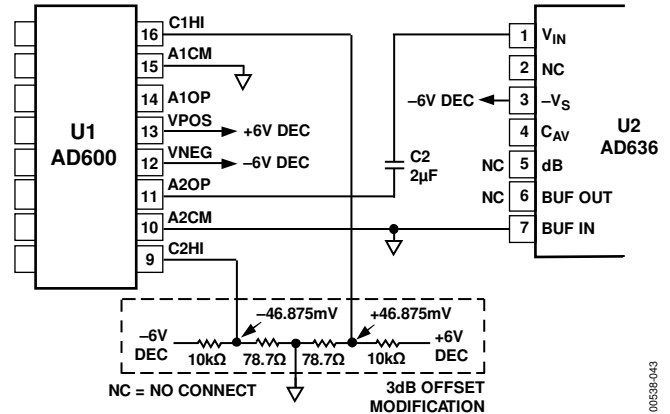 C1HI
16
A1CM
15
A1OP
14
VPOS
13
+6V DEC
VNEG
12
–6V DEC
A2OP
11
A2CM
10
C2HI
9
U1
AD600
C2
2µF
1 VIN
2 NC
–6V DEC
3 –VS
4 CAV
NC 5 dB
NC 6 BUF OUT
7 BUF IN
U2
AD636
–46.875mV
+46.875mV
–6V
DEC
10kΩ
78.7Ω
78.7Ω
10kΩ
+6V
DEC
NC = NO CONNECT
3dB OFFSET
MODIFICATION
00538-043